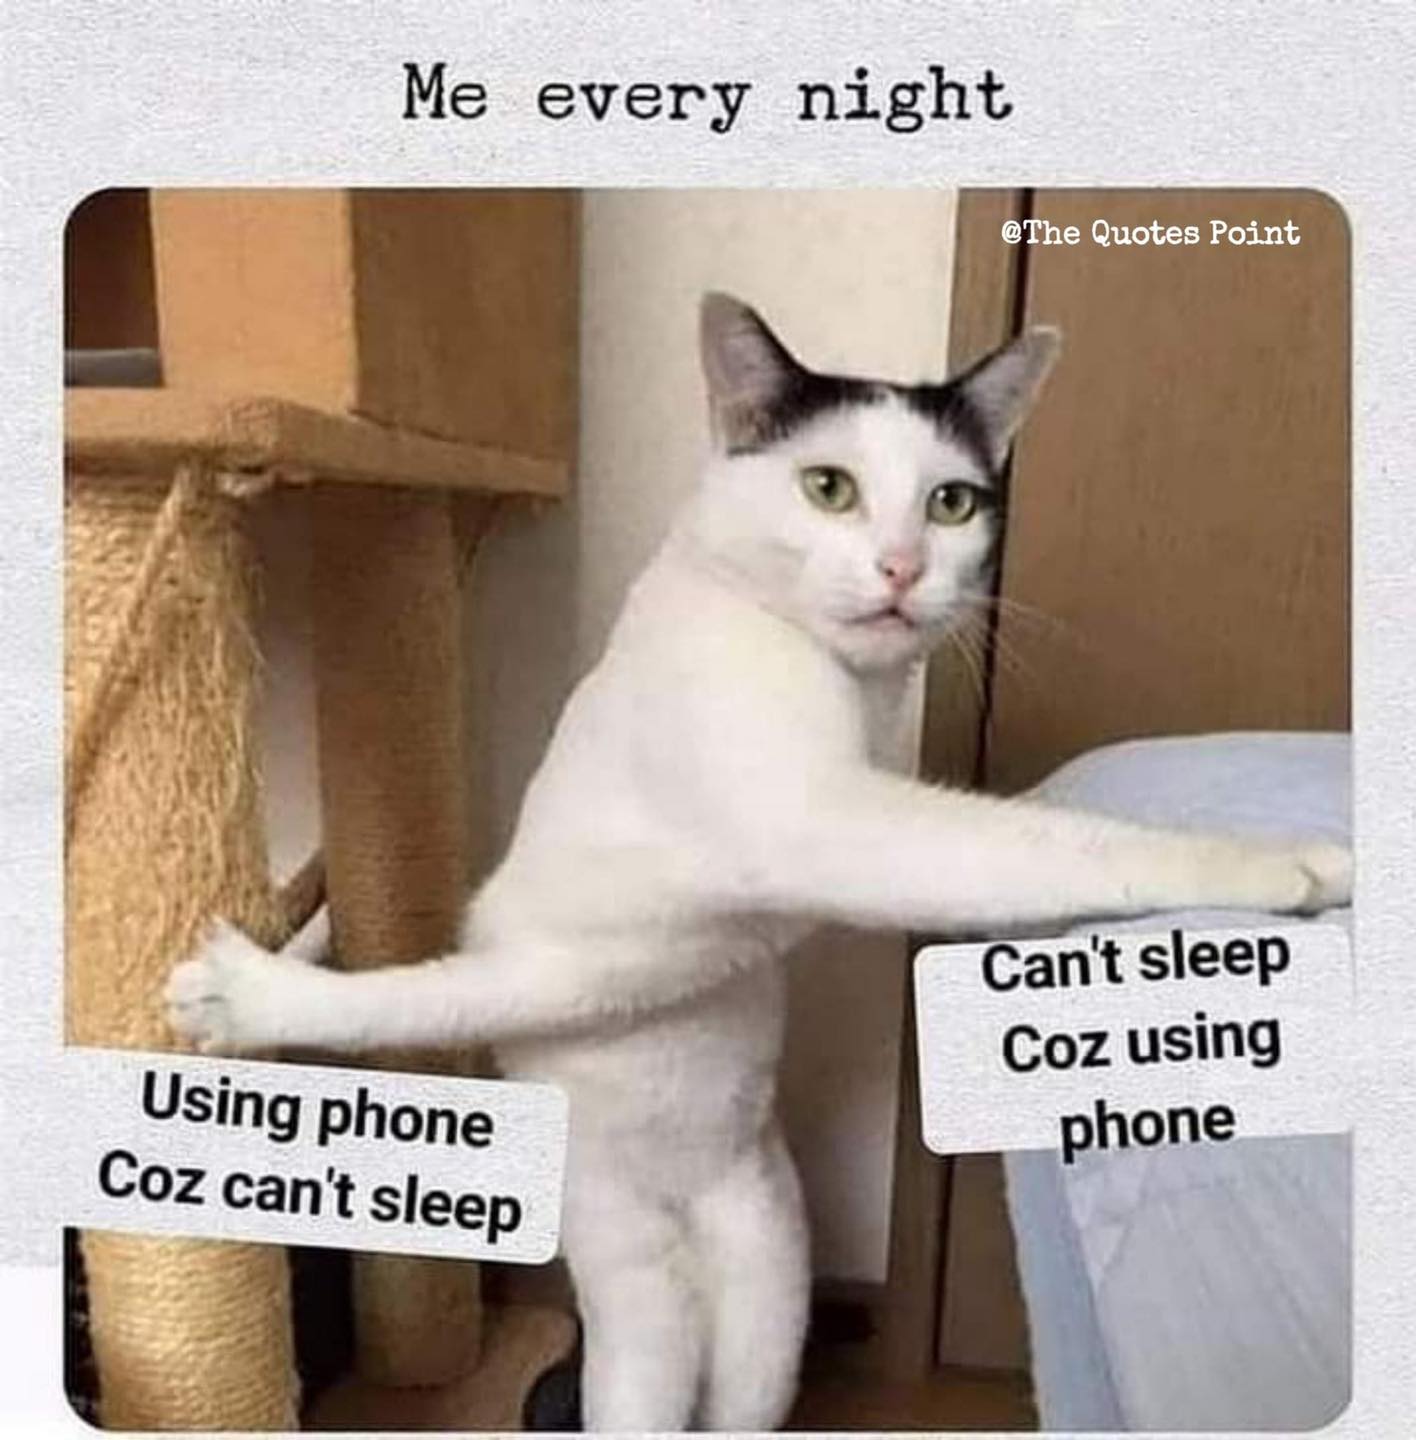 Me every night
@The Quotes Point
Can't sleep
Coz using
phone
Using phone
Coz can't sleep